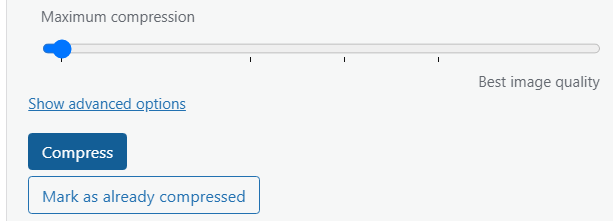 Maximum compression
Best image quality
Show advanced options
Compress
Mark as already compressed